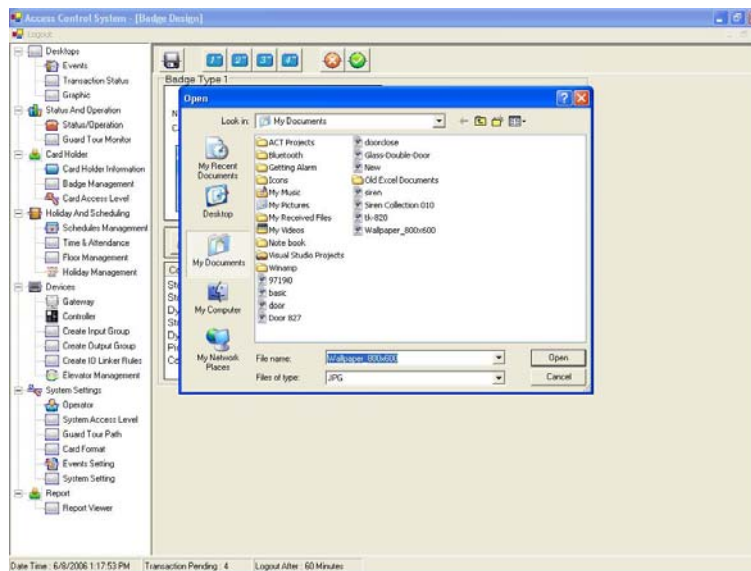 Access Control System - [Badge Design]
Logout
Desktops
Events
Transaction Status
Graphic
Status And Operation
Status/Operation
Guard Tour Monitor
Card Holder
Card Holder Information
Badge Management
Card Access Level
Holiday And Scheduling
Schedules Management
Time & Attendance
Floor Management
Holiday Management
Devices
Gateway
Controller
Create Input Group
Create Output Group
Create IO Linker Rules
Elevator Management
System Settings
Operator
System Access Level
Guard Tour Path
Card Format
Events Setting
System Setting
Report
Report Viewer
Badge Type 1
Open
Look in:
My Documents
My Recent Documents
Desktop
My Documents
My Computer
My Network Places
ACT Projects
Bluetooth
Getting Alarm
Icons
My Music
My Pictures
My Received Files
My Videos
Note book
Visual Studio Projects
Winamp
97190
basic
door
Door 827
doorclose
Glass-Double-Door
New
Old Excel Documents
siren
Siren Collection 010
tk-820
Wallpaper_800x600
File name:
Wallpaper_800x600
Open
Files of type:
JPG
Cancel
Date Time : 6/8/2006 1:17:53 PM
Transaction Pending : 4
Logout After : 60 Minutes